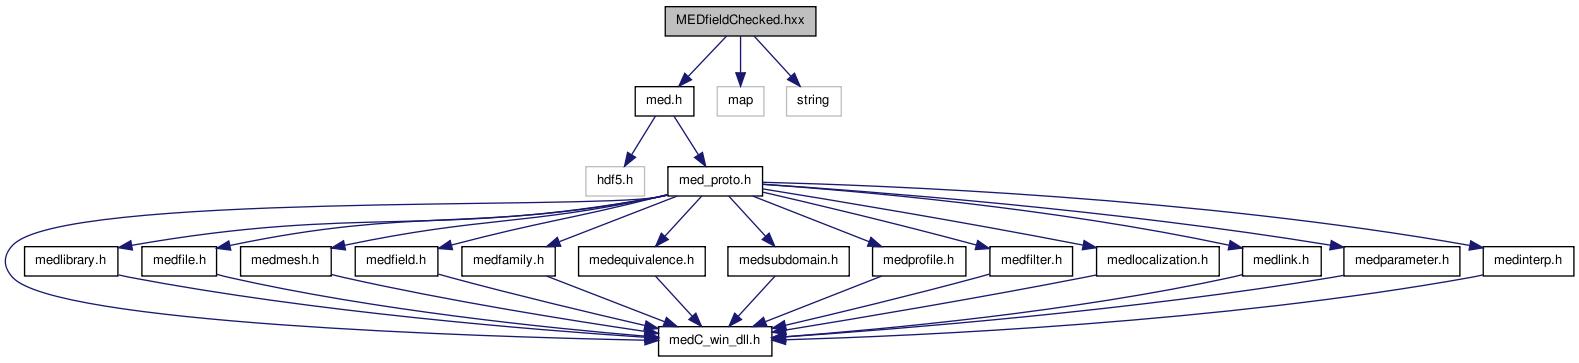 MEDfieldChecked.hxx
med.h
map
string
hdf5.h
med_proto.h
medlibrary.h
medfile.h
medmesh.h
medfield.h
medfamily.h
medequivalence.h
medsubdomain.h
medprofile.h
medfilter.h
medlocalization.h
medlink.h
medparameter.h
medinterp.h
medC_win_dll.h